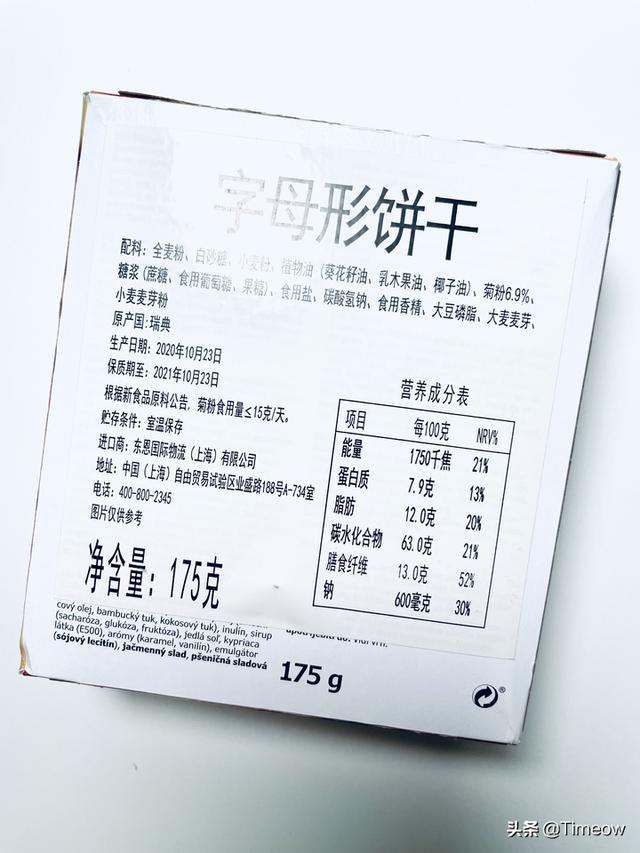 字母形饼干
配料：全麦粉、白砂糖、小麦粉、植物油（葵花籽油、乳木果油、椰子油）、菊粉6.9%、
糖浆（蔗糖、食用葡萄糖、果糖）、食用盐、碳酸氢钠、食用香精、大豆磷脂、大麦麦芽、
小麦麦芽粉
原产国：瑞典
生产日期：2020年10月23日
保质期至：2021年10月23日
根据新食品原料公告，菊粉食用量≤15克/天。
贮存条件：室温保存
进口商：东恩国际物流（上海）有限公司
地址：中国（上海）自由贸易试验区业盛路188号A-734室
电话：400-800-2345
图片仅供参考
净含量：175克
营养成分表
项目 每100克 NRV%
能量 1750千焦 21%
蛋白质 7.9克 13%
脂肪 12.0克 20%
碳水化合物 63.0克 21%
膳食纤维 13.0克 52%
钠 600毫克 30%
cový olej, bambucký tuk, kokosový tuk), inulín, sirup
(sacharóza, glukóza, fruktóza), jedlá soľ, kypriaca
látka (E500), arómy (karamel, vanilín), emulgátor
(sójový lecitín), jačmenný slad, pšeničná sladová
175 g
头条 @Timeow